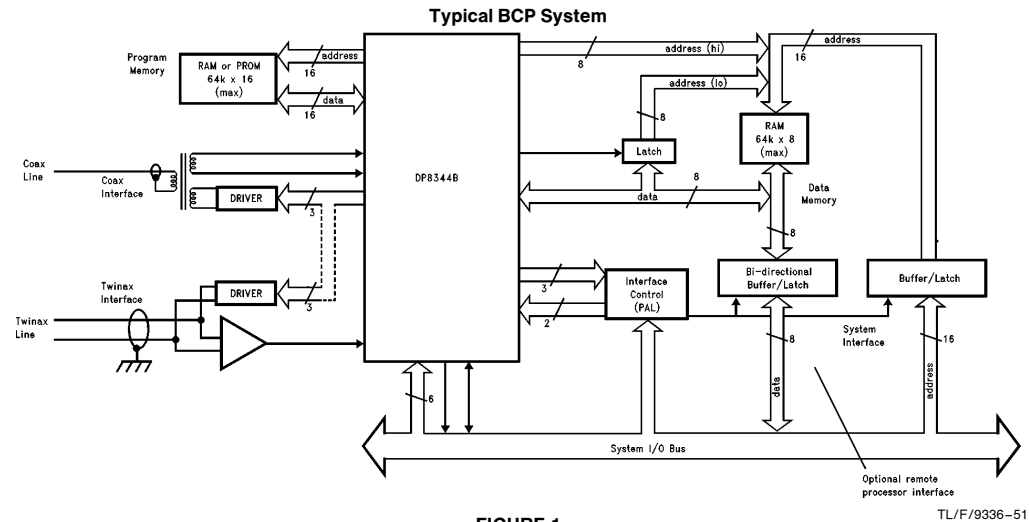 Typical BCP System
Program
Memory
RAM or PROM
64k x 16
(max)
address
16
data
16
8
address (hi)
address (lo)
8
address
16
Latch
RAM
64k x 8
(max)
Coax
Line
Coax
Interface
DRIVER
3
DP8344B
8
data
Data
Memory
8
Twinax
Interface
DRIVER
3
Twinax
Line
3
2
Interface
Control
(PAL)
Bi-directional
Buffer/Latch
Buffer/Latch
System
Interface
8
16
6
data
address
System I/O Bus
Optional remote
processor interface
TL/F/9336-51
FIGURE 1